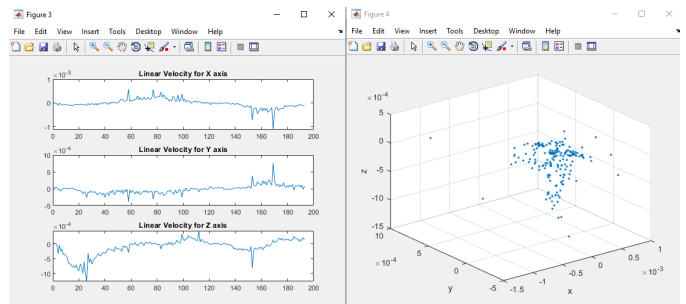 Figure 3
File Edit View Insert Tools Desktop Window Help
×10⁻³
Linear Velocity for X axis
1
0
-1
0 20 40 60 80 100 120 140 160 180 200
×10⁻⁴
Linear Velocity for Y axis
10
5
0
-5
0 20 40 60 80 100 120 140 160 180 200
×10⁻⁴
Linear Velocity for Z axis
0
-5
-10
0 20 40 60 80 100 120 140 160 180 200
Figure 4
File Edit View Insert Tools Desktop Window Help
×10⁻⁴
5
0
-5
-10
-15
z
10
5
0
-5
×10⁻⁴
y
-1.5
-1
-0.5
0
0.5
1
×10⁻³
x